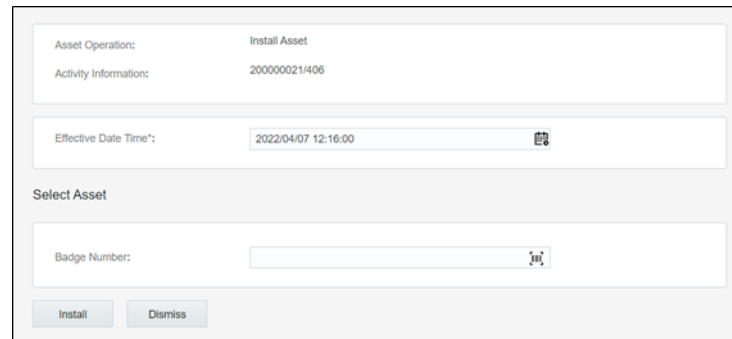 Asset Operation: Install Asset
Activity Information: 200000021/406
Effective Date Time*: 2022/04/07 12:16:00
Select Asset
Badge Number:
Install Dismiss